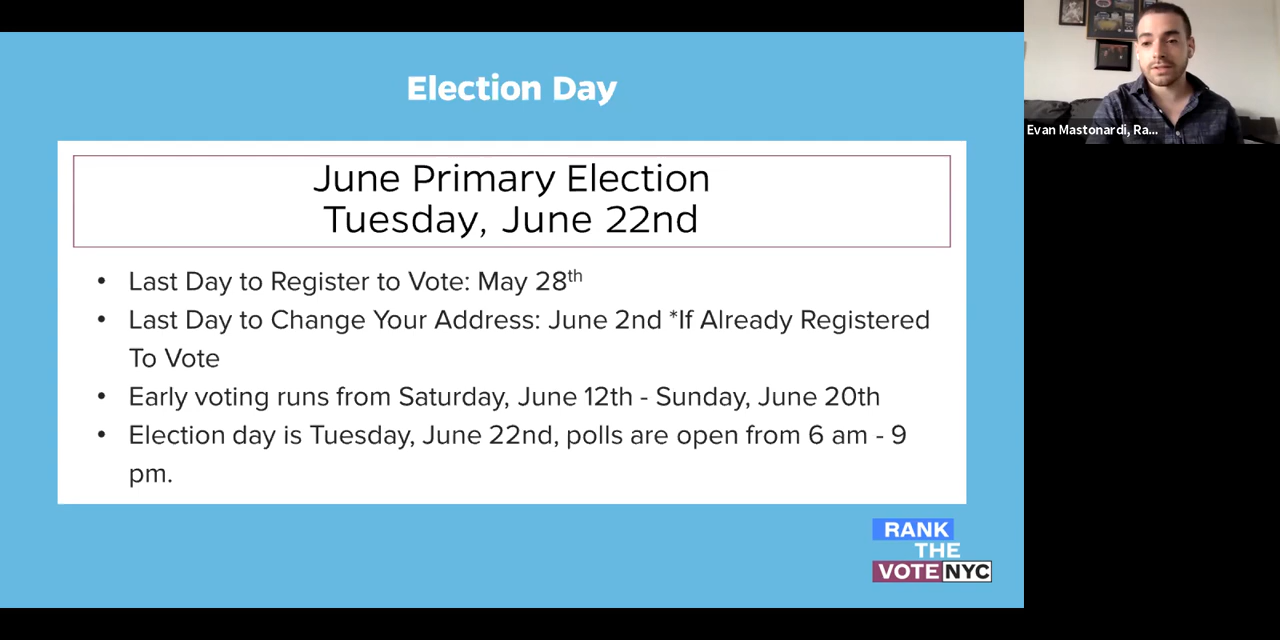 Election Day
June Primary Election
Tuesday, June 22nd
• Last Day to Register to Vote: May 28th
• Last Day to Change Your Address: June 2nd *If Already Registered
To Vote
• Early voting runs from Saturday, June 12th - Sunday, June 20th
• Election day is Tuesday, June 22nd, polls are open from 6 am - 9
pm.
RANK
THE
VOTE NYC
Evan Mastonardi, Ra...